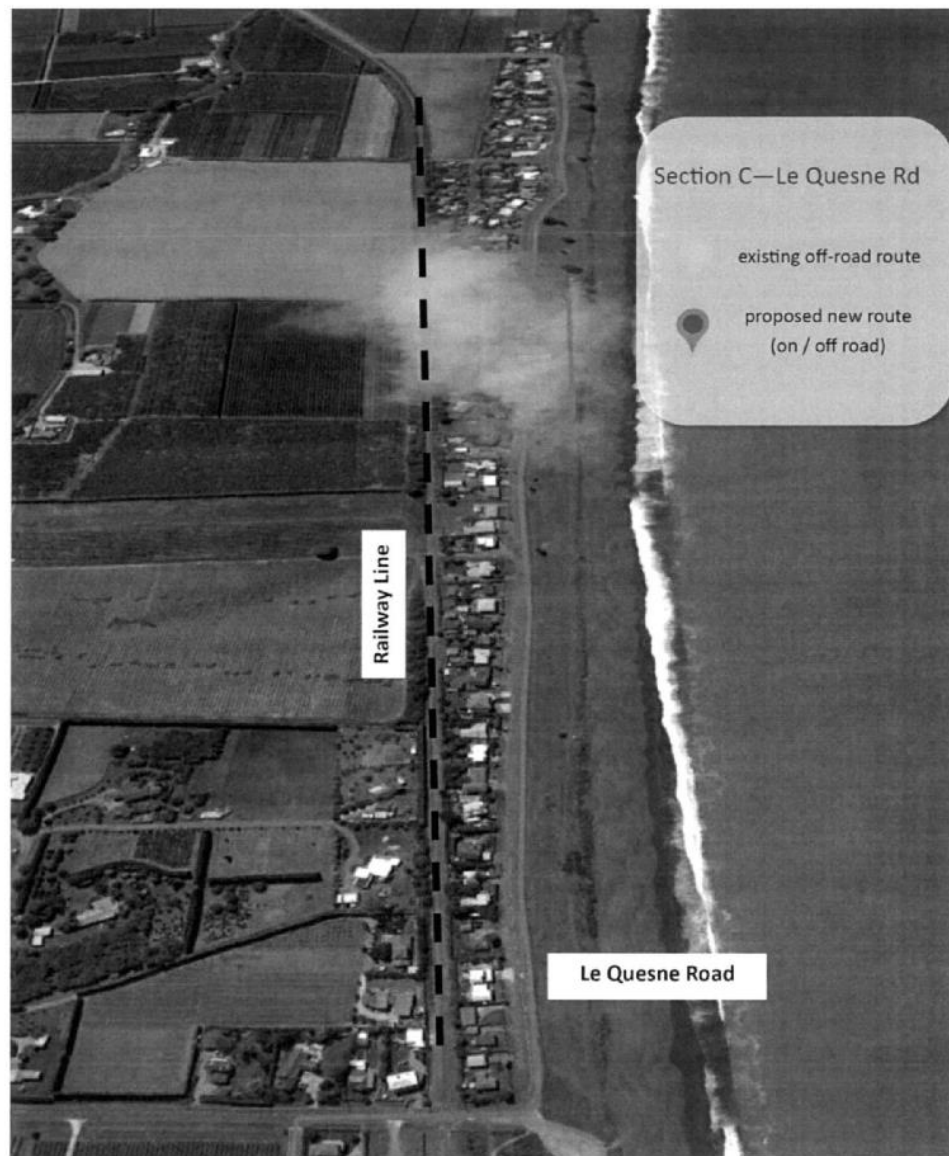 Section C—Le Quesne Rd
existing off-road route
proposed new route
(on / off road)
Railway Line
Le Quesne Road